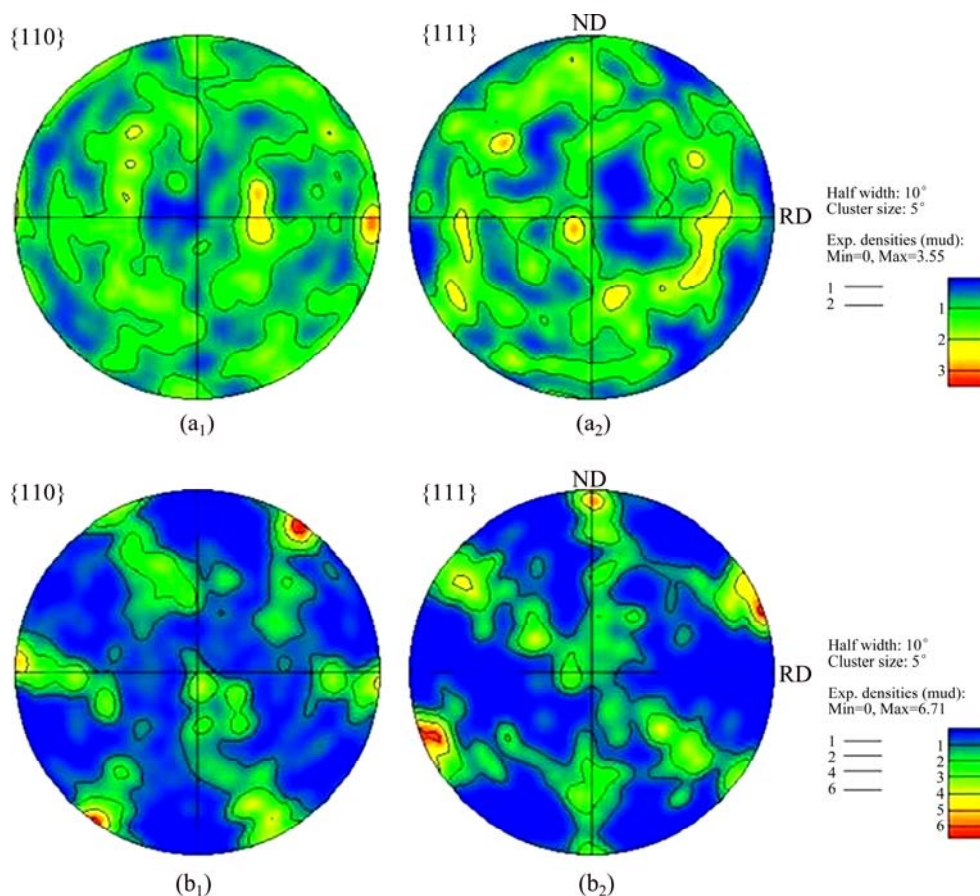 {110}
{111}
ND
RD
Half width: 10°
Cluster size: 5°
Exp. densities (mud):
Min=0, Max=3.55
1
2
1
2
3
(a₁)
(a₂)
{110}
{111}
ND
RD
Half width: 10°
Cluster size: 5°
Exp. densities (mud):
Min=0, Max=6.71
1
2
4
6
1
2
3
4
5
6
(b₁)
(b₂)